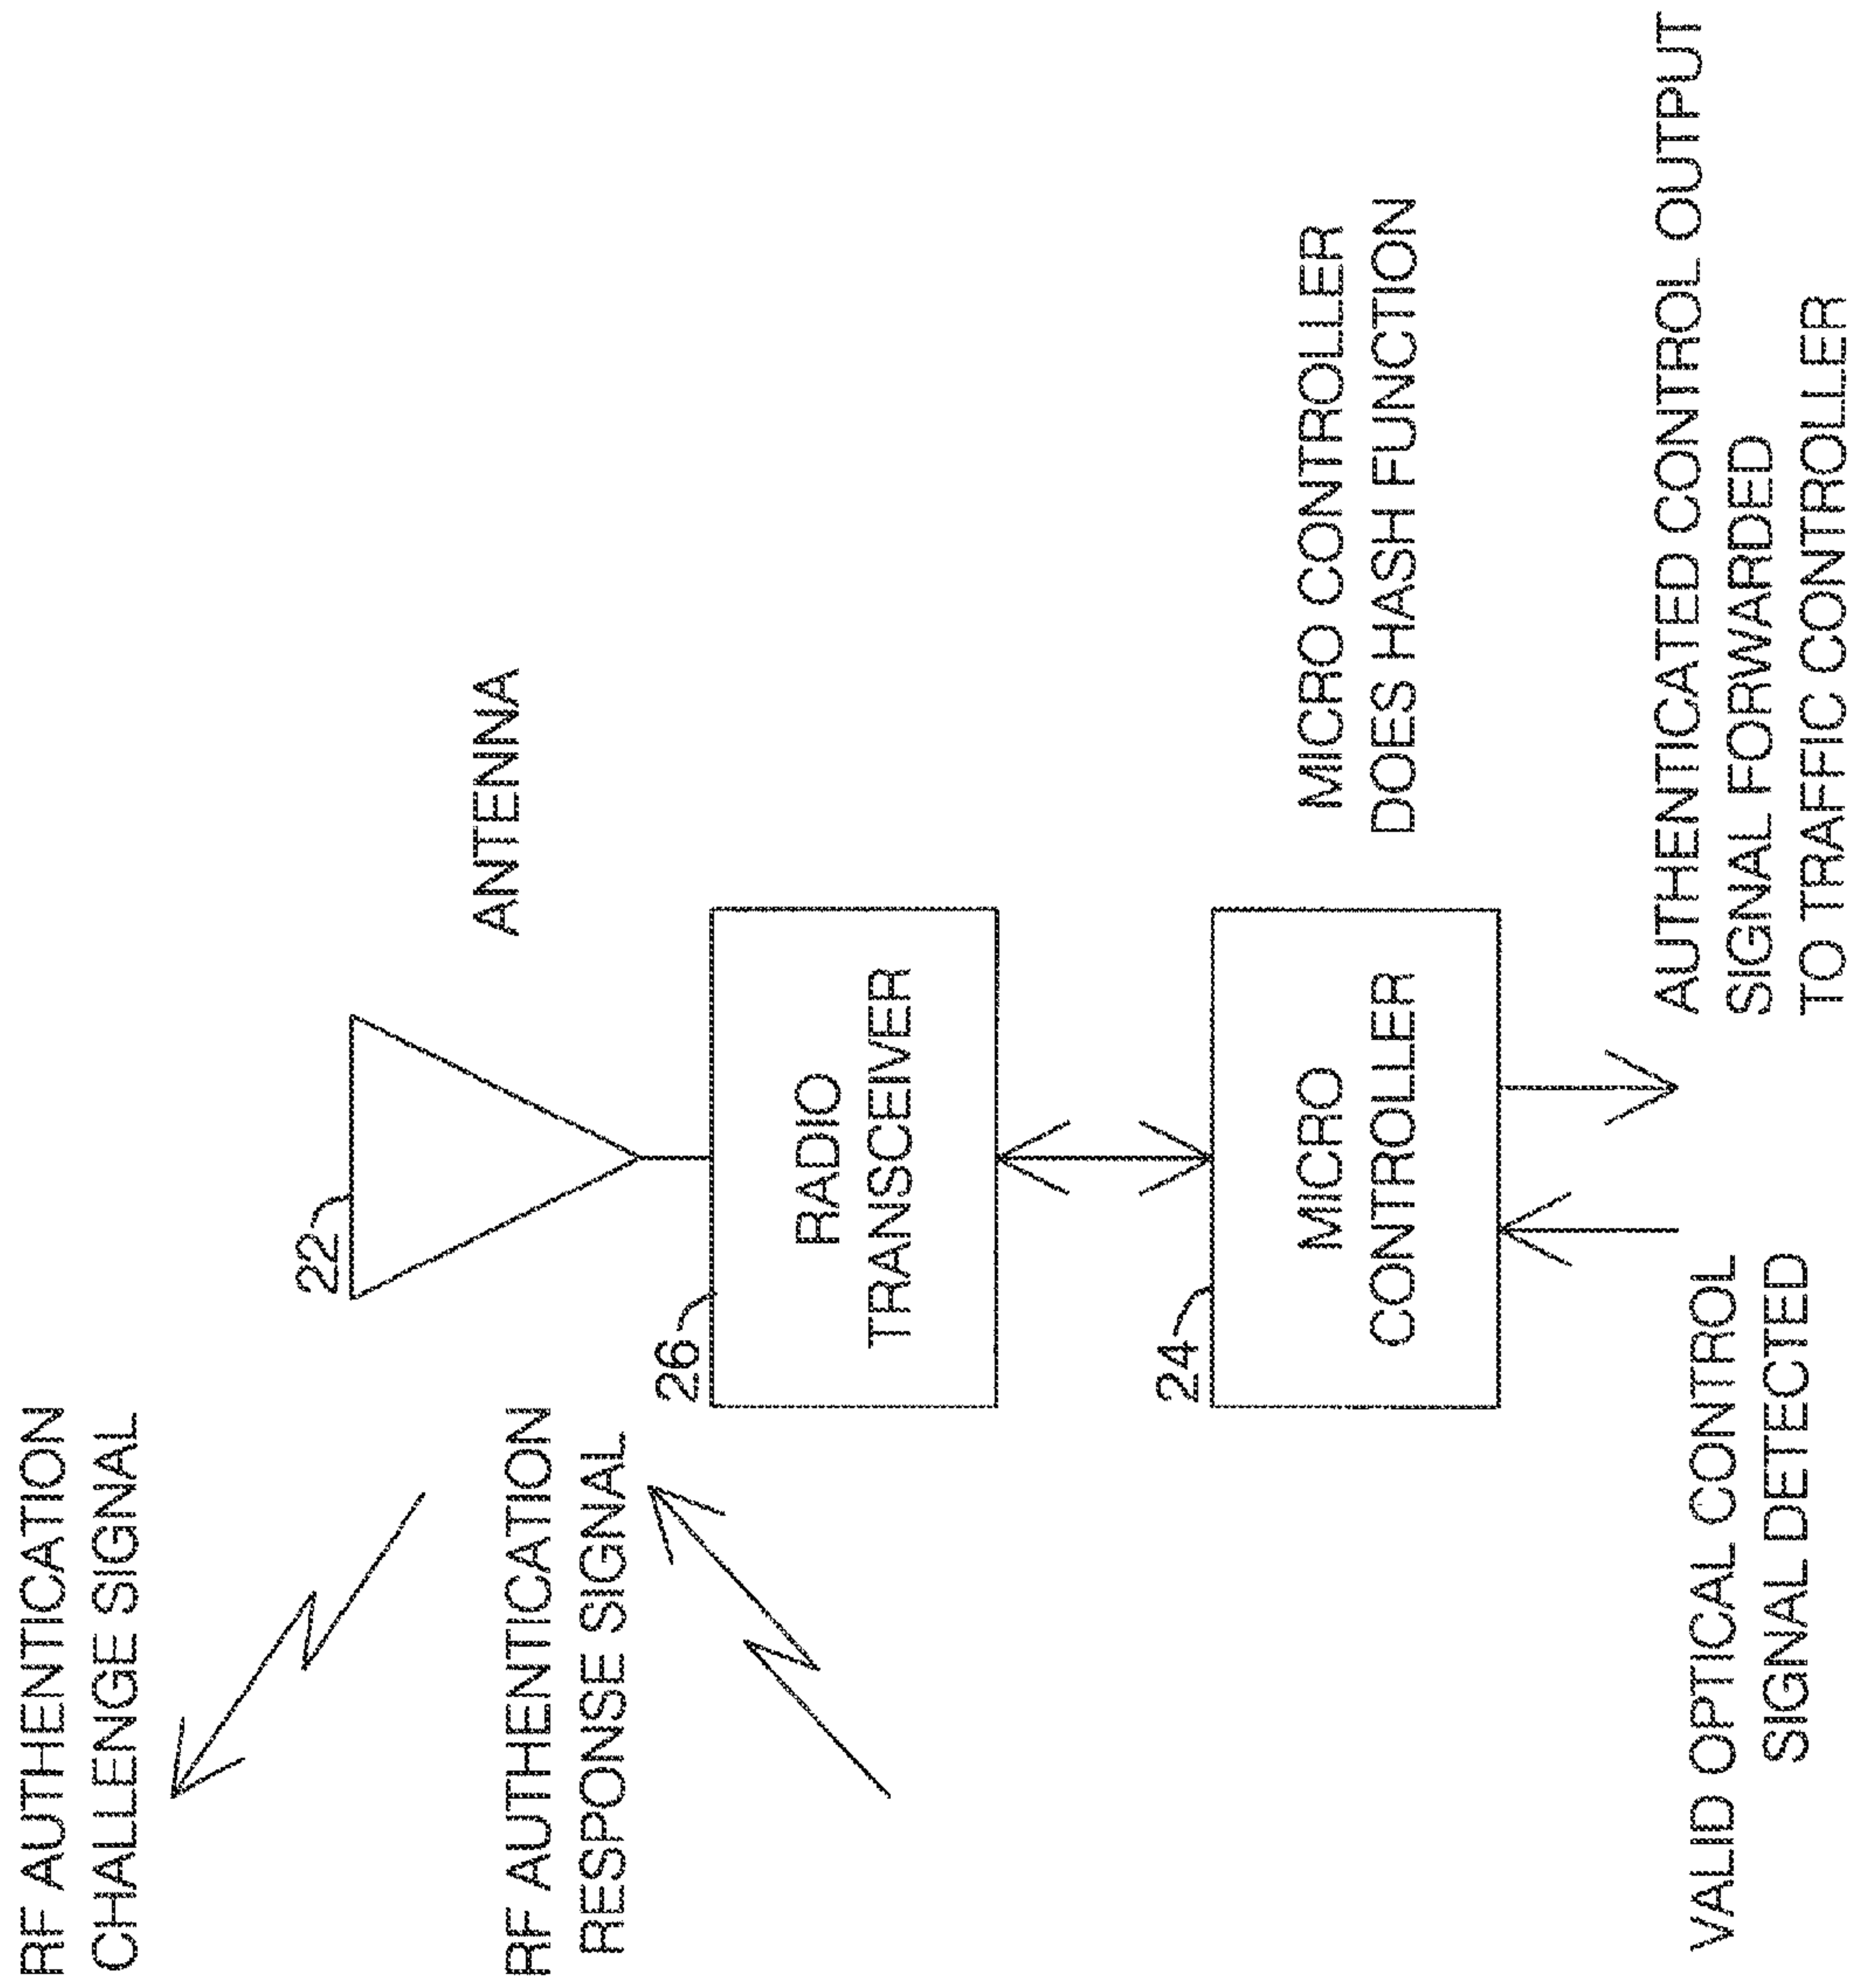 RF AUTHENTICATION
CHALLENGE SIGNAL
22
ANTENNA
RF AUTHENTICATION
RESPONSE SIGNAL
26
RADIO
TRANSCEIVER
24
MICRO
CONTROLLER
MICRO CONTROLLER
DOES HASH FUNCTION
VALID OPTICAL CONTROL
SIGNAL DETECTED
AUTHENTICATED CONTROL OUTPUT
SIGNAL FORWARDED
TO TRAFFIC CONTROLLER